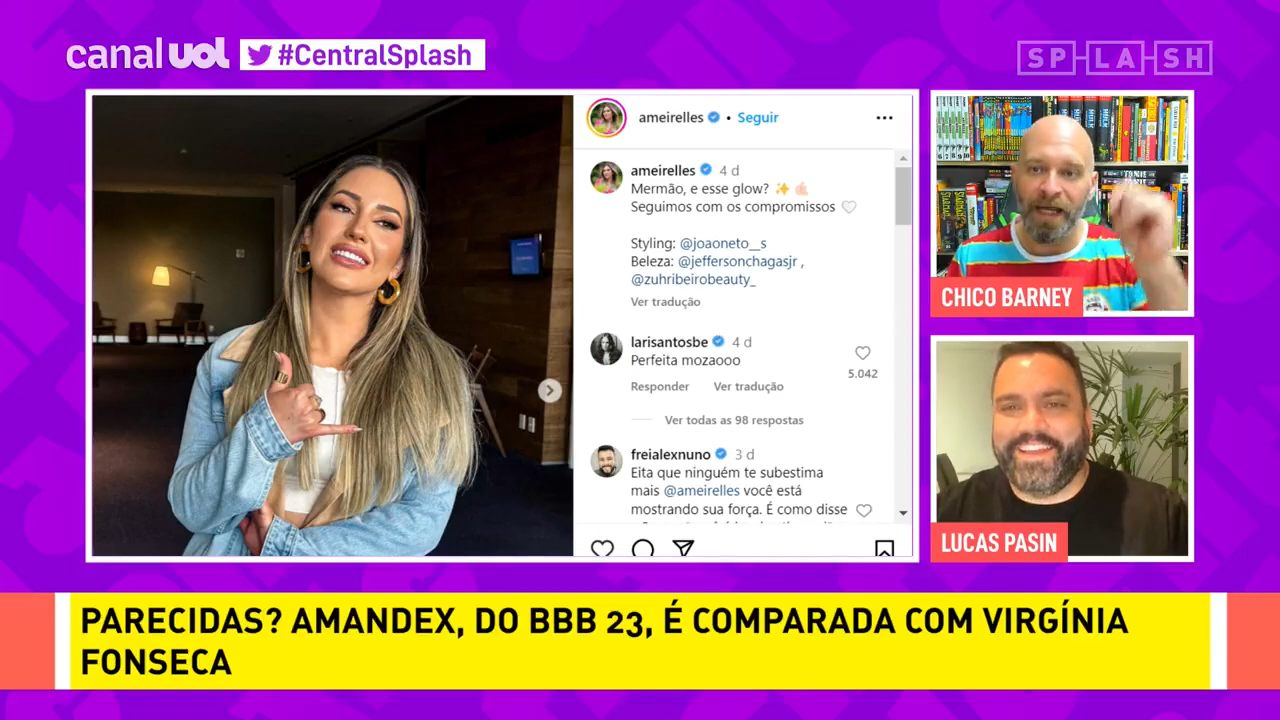 canal UOL
#CentralSplash
SPLASH
ameirelles • Seguir
ameirelles 4 d
Mermão, e esse glow? ✨ 🤙🏻
Seguimos com os compromissos 🤍
Styling: @joaoneto__s
Beleza: @jeffersonchagasjr ,
@zuhribeirobeauty_
Ver tradução
larisantosbe 4 d
Perfeita mozaooo
5.042
Responder Ver tradução
Ver todas as 98 respostas
freialexnuno 3 d
Eita que ninguém te subestima
mais @ameirelles você está
mostrando sua força. É como disse
CHICO BARNEY
LUCAS PASIN
PARECIDAS? AMANDEX, DO BBB 23, É COMPARADA COM VIRGÍNIA
FONSECA